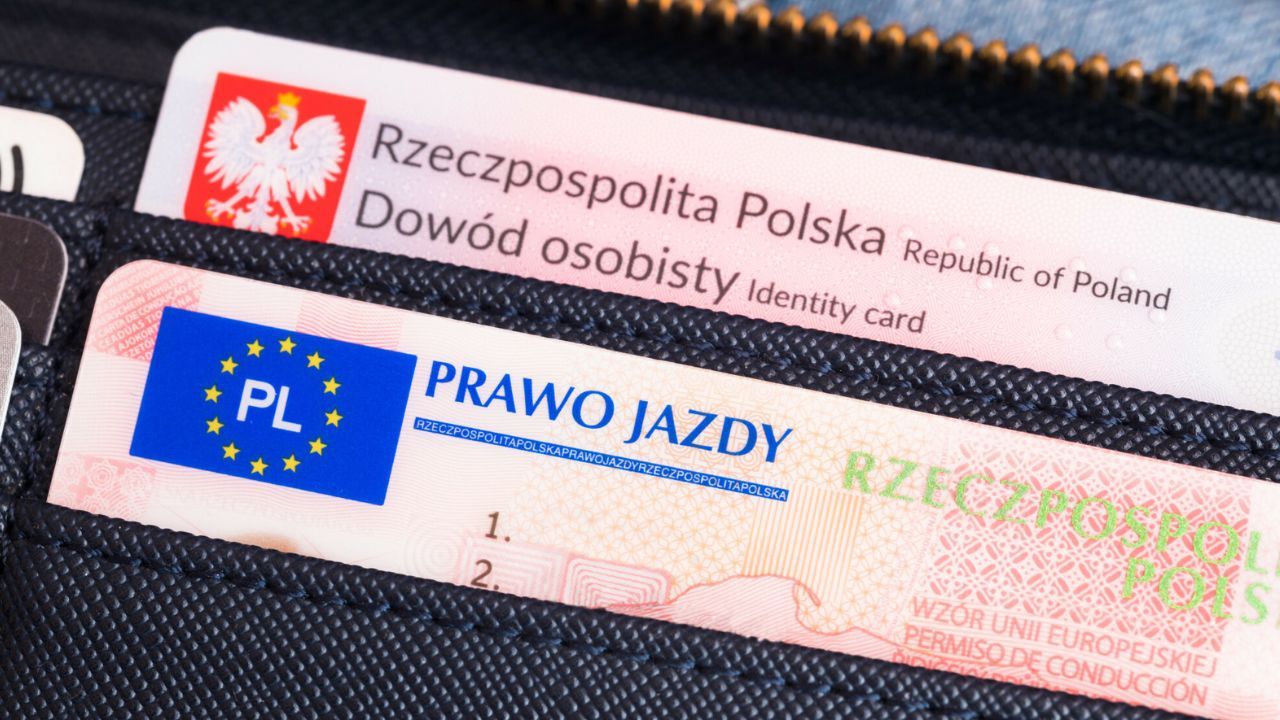 Rzeczpospolita Polska Republic of Poland
Dowód osobisty Identity card
PL
PRAWO JAZDY
RZECZPOSPOLITAPOLSKAPRAWOJAZDYRZECZPOSPOLITAPOLSKA
RZECZPOSPOL
POLS
1.
2.
WZÓR UNII EUROPEJSKIEJ
PERMISO DE CONDUCCIÓN